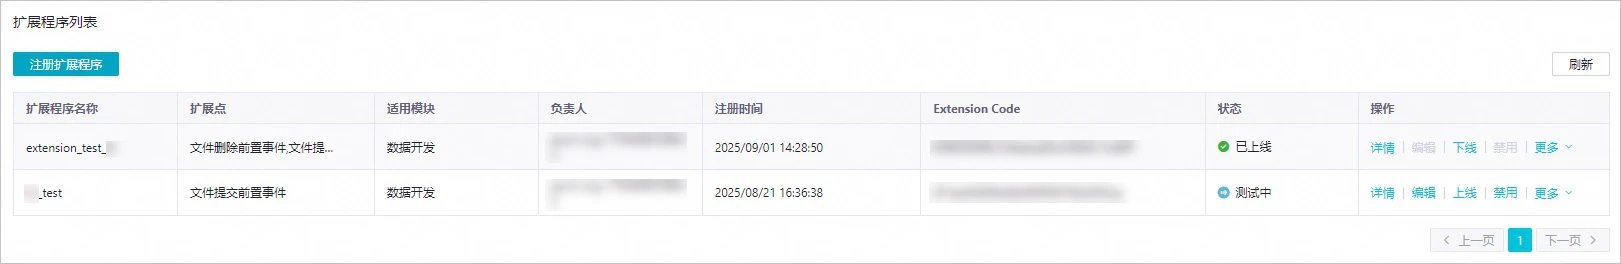 扩展程序列表
注册扩展程序 刷新
扩展程序名称 扩展点 适用模块 负责人 注册时间 Extension Code 状态 操作
extension_test_ 文件删除前置事件,文件提... 数据开发 2025/09/01 14:28:50 已上线 详情 编辑 下线 禁用 更多
_test 文件提交前置事件 数据开发 2025/08/21 16:36:38 测试中 详情 编辑 上线 禁用 更多
上一页 1 下一页